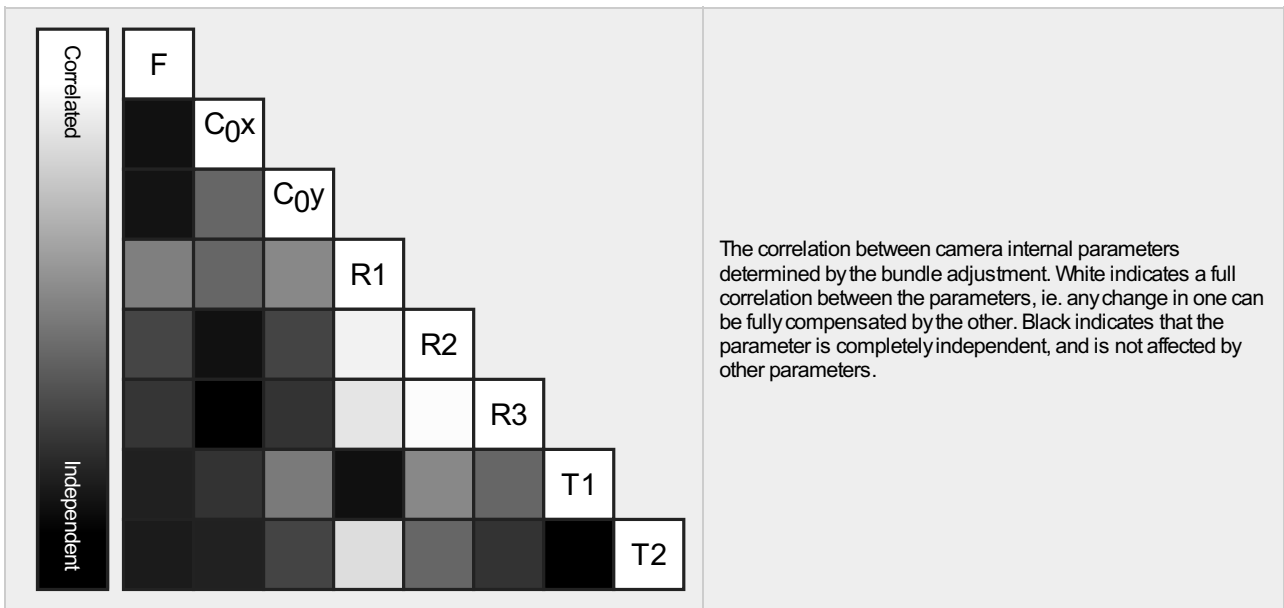 Correlated
Independent
F
C0x
C0y
R1
R2
R3
T1
T2
The correlation between camera internal parameters
determined by the bundle adjustment. White indicates a full
correlation between the parameters, ie. any change in one can
be fully compensated by the other. Black indicates that the
parameter is completely independent, and is not affected by
other parameters.